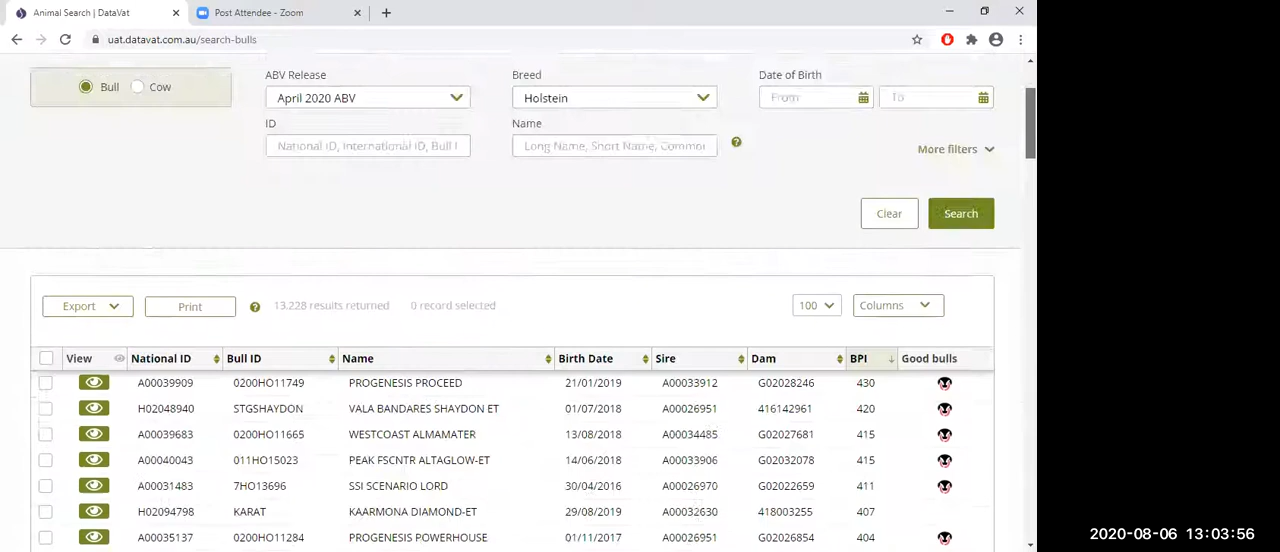 Animal Search | DataVat
Post Attendee - Zoom
uat.datavat.com.au/search-bulls
Bull Cow
ABV Release
April 2020 ABV
Breed
Holstein
Date of Birth
From To
ID
National ID, International ID, Bull I
Name
Long Name, Short Name, Common
More filters
Clear Search
Export Print 13,228 results returned 0 record selected 100 Columns
View National ID Bull ID Name Birth Date Sire Dam BPI Good bulls
A00039909 0200HO11749 PROGENESIS PROCEED 21/01/2019 A00033912 G02028246 430
H02048940 STGSHAYDON VALA BANDARES SHAYDON ET 01/07/2018 A00026951 416142961 420
A00039683 0200HO11665 WESTCOAST ALMAMATER 13/08/2018 A00034485 G02027681 415
A00040043 011HO15023 PEAK FSCNTR ALTAGLOW-ET 14/06/2018 A00033906 G02032078 415
A00031483 7HO13696 SSI SCENARIO LORD 30/04/2016 A00026970 G02022659 411
H02094798 KARAT KAARMONA DIAMOND-ET 29/08/2019 A00032630 418003255 407
A00035137 0200HO11284 PROGENESIS POWERHOUSE 01/11/2017 A00026951 G02026854 404
2020-08-06 13:03:56